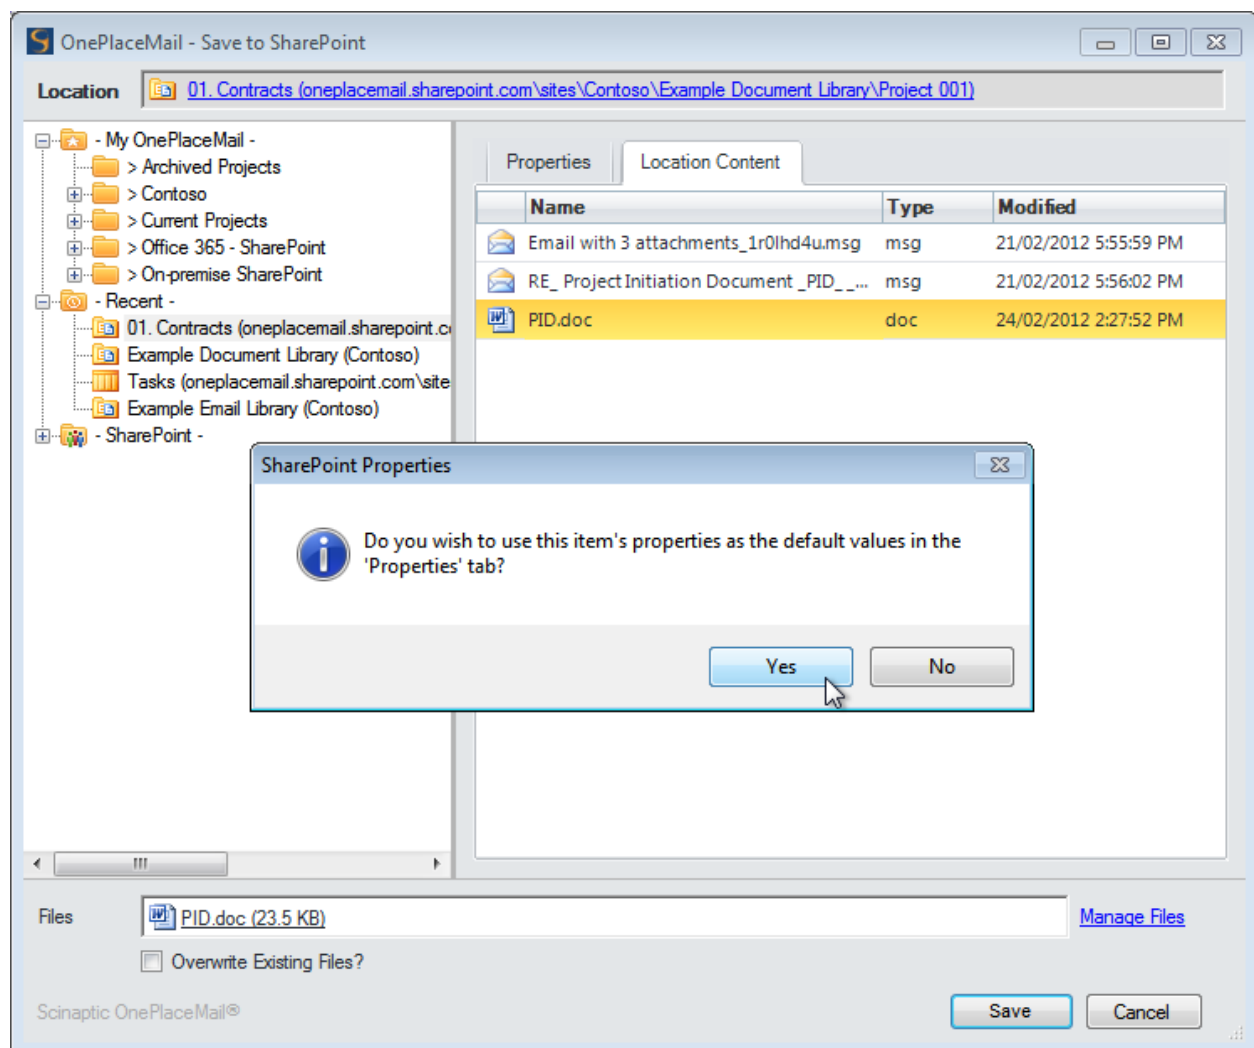 OnePlaceMail - Save to SharePoint
Location
01. Contracts (oneplacemail.sharepoint.com\sites\Contoso\Example Document Library\Project 001)
- My OnePlaceMail -
> Archived Projects
> Contoso
> Current Projects
> Office 365 - SharePoint
> On-premise SharePoint
- Recent -
01. Contracts (oneplacemail.sharepoint.c
Example Document Library (Contoso)
Tasks (oneplacemail.sharepoint.com\site
Example Email Library (Contoso)
- SharePoint -
Properties
Location Content
Name Type Modified
Email with 3 attachments_1r0lhd4u.msg msg 21/02/2012 5:55:59 PM
RE_ Project Initiation Document _PID_ _... msg 21/02/2012 5:56:02 PM
PID.doc doc 24/02/2012 2:27:52 PM
SharePoint Properties
Do you wish to use this item's properties as the default values in the
'Properties' tab?
Yes No
Files
PID.doc (23.5 KB)
Manage Files
Overwrite Existing Files?
Scinaptic OnePlaceMail®
Save Cancel